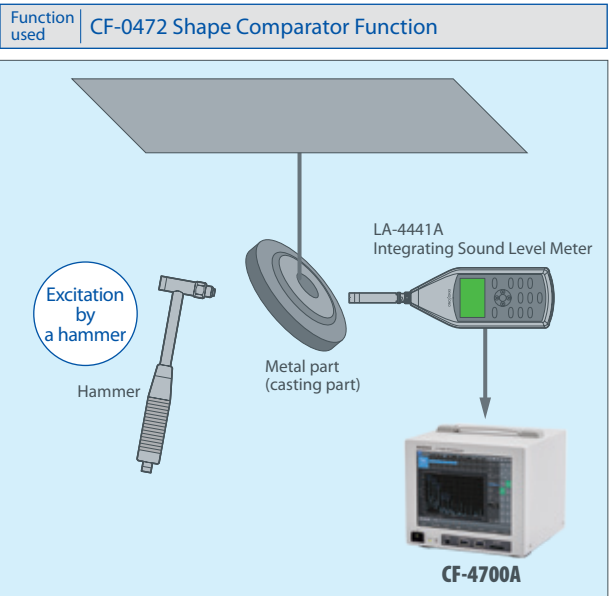 Function
used
CF-0472 Shape Comparator Function
LA-4441A
Integrating Sound Level Meter
Excitation
by
a hammer
Metal part
(casting part)
Hammer
CF-4700A